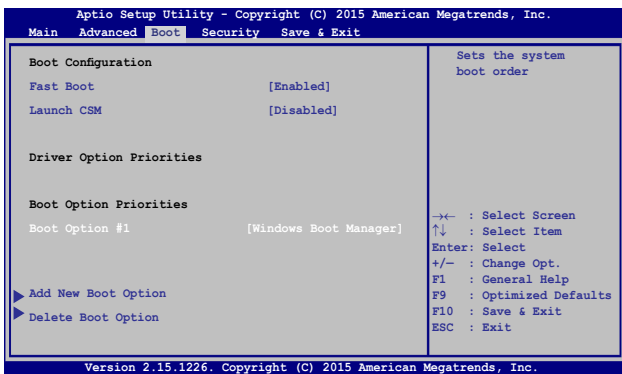 Aptio Setup Utility - Copyright (C) 2015 American Megatrends, Inc.
Main Advanced Boot Security Save & Exit
Boot Configuration
Fast Boot [Enabled]
Launch CSM [Disabled]
Driver Option Priorities
Boot Option Priorities
Boot Option #1 [Windows Boot Manager]
Add New Boot Option
Delete Boot Option
Sets the system
boot order
→← : Select Screen
↑↓ : Select Item
Enter: Select
+/— : Change Opt.
F1 : General Help
F9 : Optimized Defaults
F10 : Save & Exit
ESC : Exit
Version 2.15.1226. Copyright (C) 2015 American Megatrends, Inc.